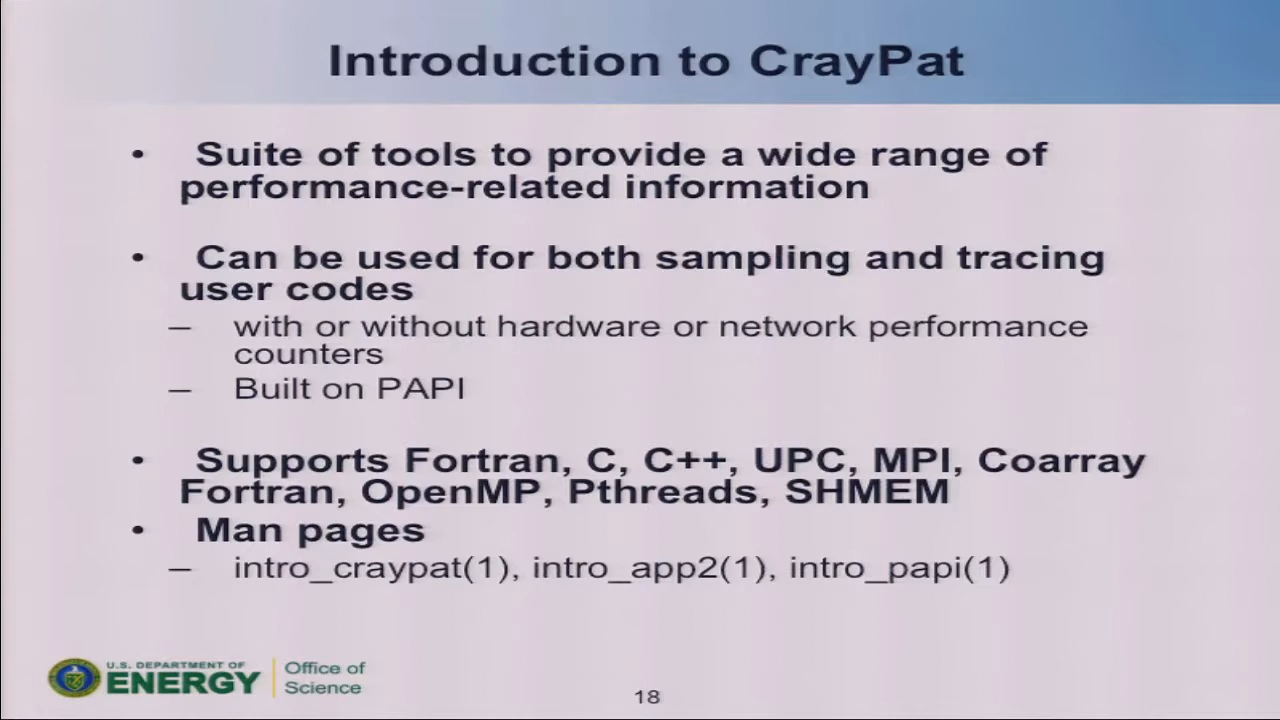 Introduction to CrayPat
• Suite of tools to provide a wide range of
performance-related information
• Can be used for both sampling and tracing
user codes
– with or without hardware or network performance
counters
– Built on PAPI
• Supports Fortran, C, C++, UPC, MPI, Coarray
Fortran, OpenMP, Pthreads, SHMEM
• Man pages
– intro_craypat(1), intro_app2(1), intro_papi(1)
U.S. DEPARTMENT OF
ENERGY
Office of
Science
18